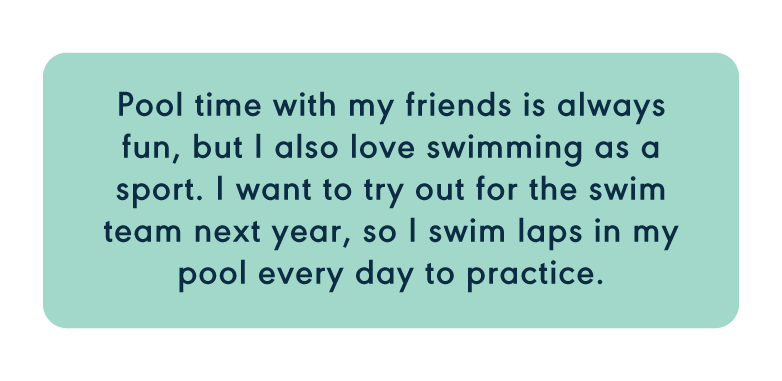 Pool time with my friends is always
fun, but I also love swimming as a
sport. I want to try out for the swim
team next year, so I swim laps in my
pool every day to practice.